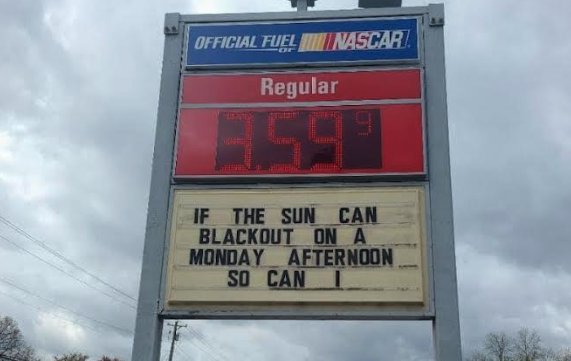 OFFICIAL FUEL
OF
NASCAR
Regular
3.59 9
IF THE SUN CAN
BLACKOUT ON A
MONDAY AFTERNOON
SO CAN I